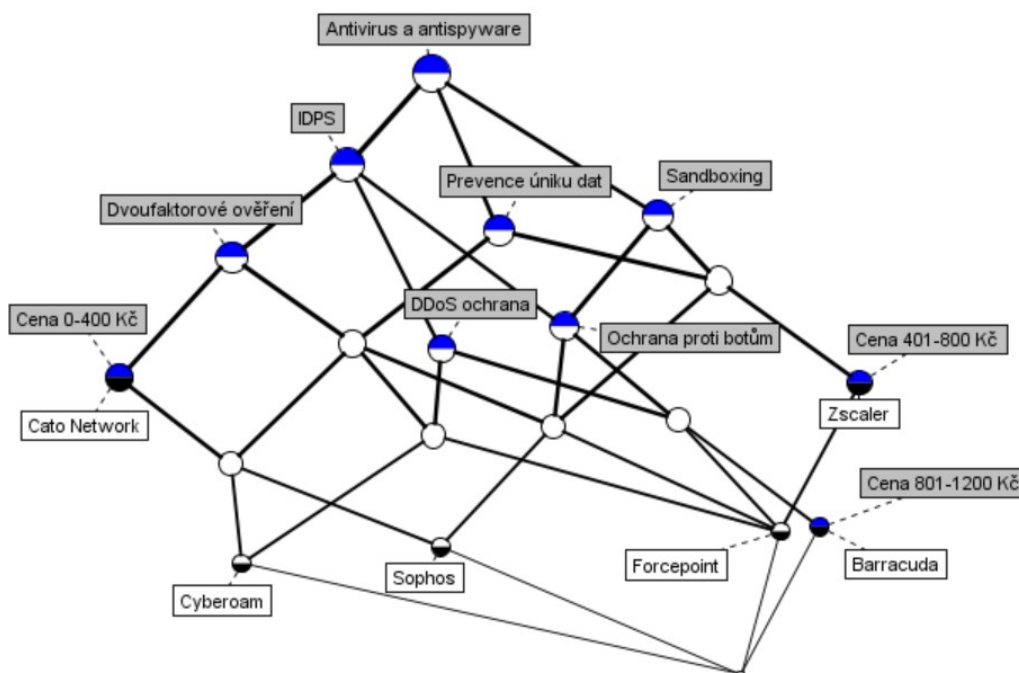 Antivirus a antispyware
IDPS
Prevence úniku dat
Sandboxing
Dvoufaktorové ověření
DDoS ochrana
Cena 0-400 Kč
Ochrana proti botům
Cena 401-800 Kč
Cato Network
Zscaler
Cena 801-1200 Kč
Forcepoint
Barracuda
Sophos
Cyberoam